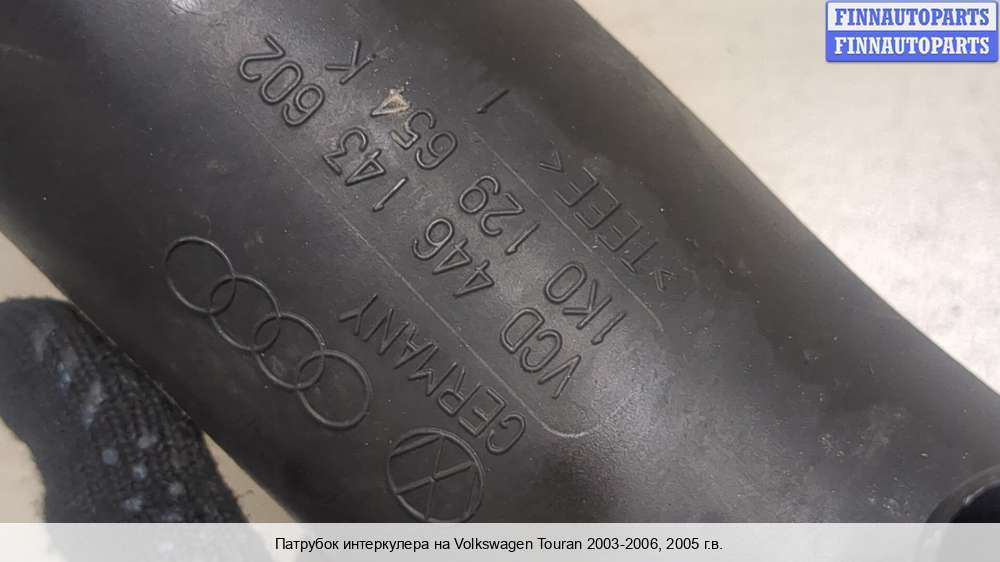 FINNAUTOPARTS
FINNAUTOPARTS
GERMANY
VCD 446 143 602
1K0 129 654 K
>TEEE< 1
Патрубок интеркулера на Volkswagen Touran 2003-2006, 2005 г.в.